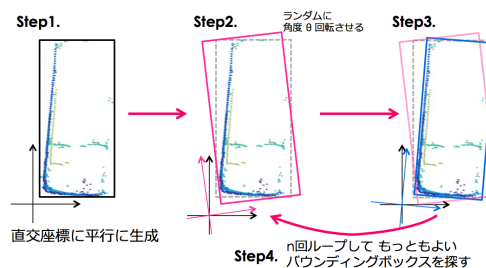 Step1.
直交座標に平行に生成
Step2.
ランダムに
角度 θ 回転させる
Step3.
Step4.
n回ループして もっともよい
バウンディングボックスを探す